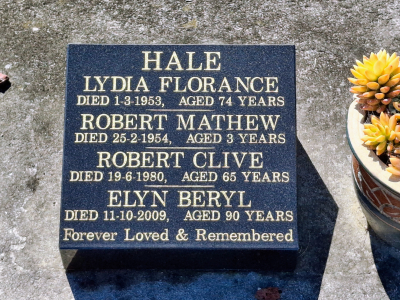 HALE
LYDIA FLORANCE
DIED 1-3-1953, AGED 74 YEARS
ROBERT MATHEW
DIED 25-2-1954, AGED 3 YEARS
ROBERT CLIVE
DIED 19-6-1980, AGED 65 YEARS
ELYN BERYL
DIED 11-10-2009, AGED 90 YEARS
Forever Loved & Remembered